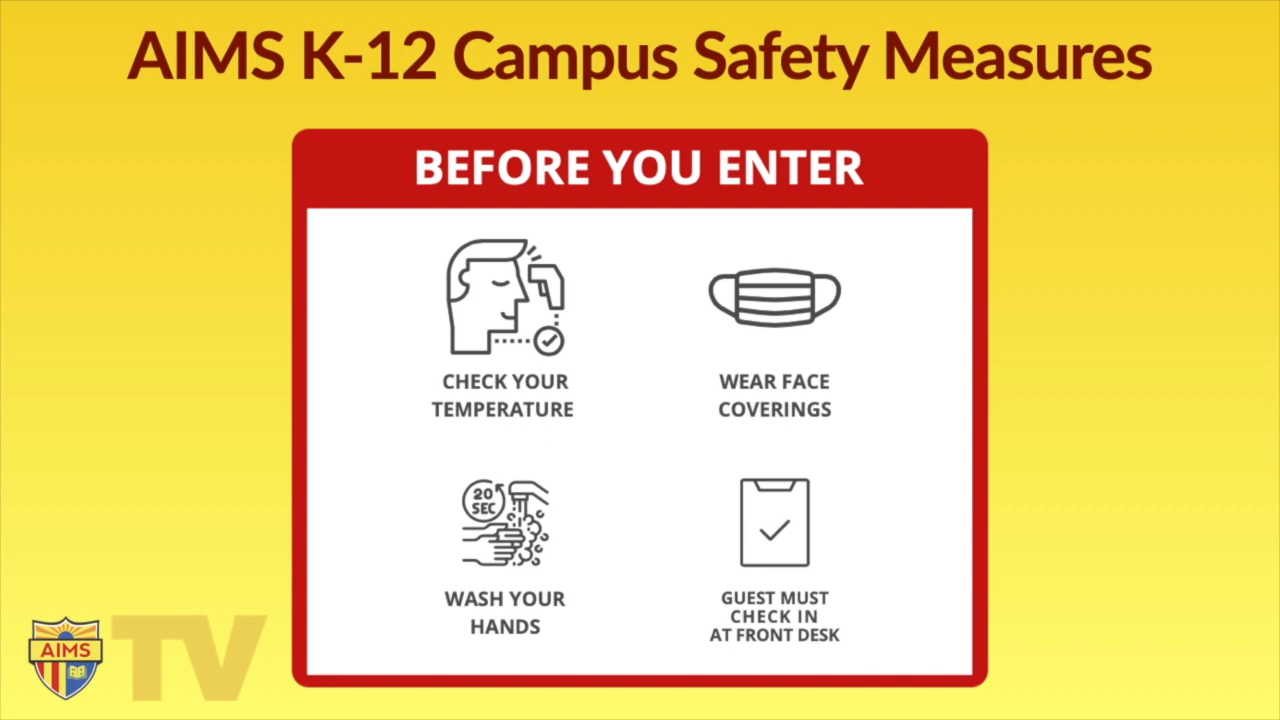 AIMS K-12 Campus Safety Measures
BEFORE YOU ENTER
CHECK YOUR
TEMPERATURE
WEAR FACE
COVERINGS
20
SEC
WASH YOUR
HANDS
GUEST MUST
CHECK IN
AT FRONT DESK
AIMS
TV